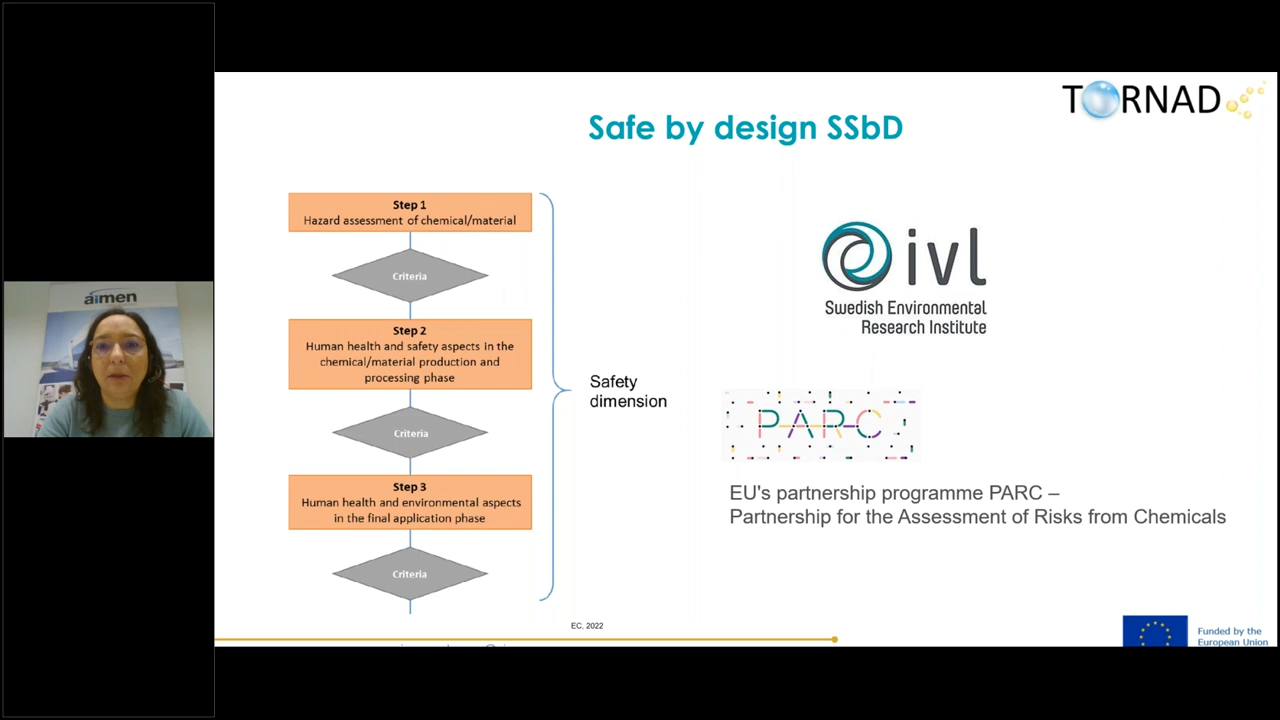 TORNAD
Safe by design SSbD
Step 1
Hazard assessment of chemical/material
Criteria
Step 2
Human health and safety aspects in the
chemical/material production and
processing phase
Criteria
Step 3
Human health and environmental aspects
in the final application phase
Criteria
Safety
dimension
ivl
Swedish Environmental
Research Institute
PARC
EU's partnership programme PARC –
Partnership for the Assessment of Risks from Chemicals
EC, 2022
Funded by the
European Union
aimen